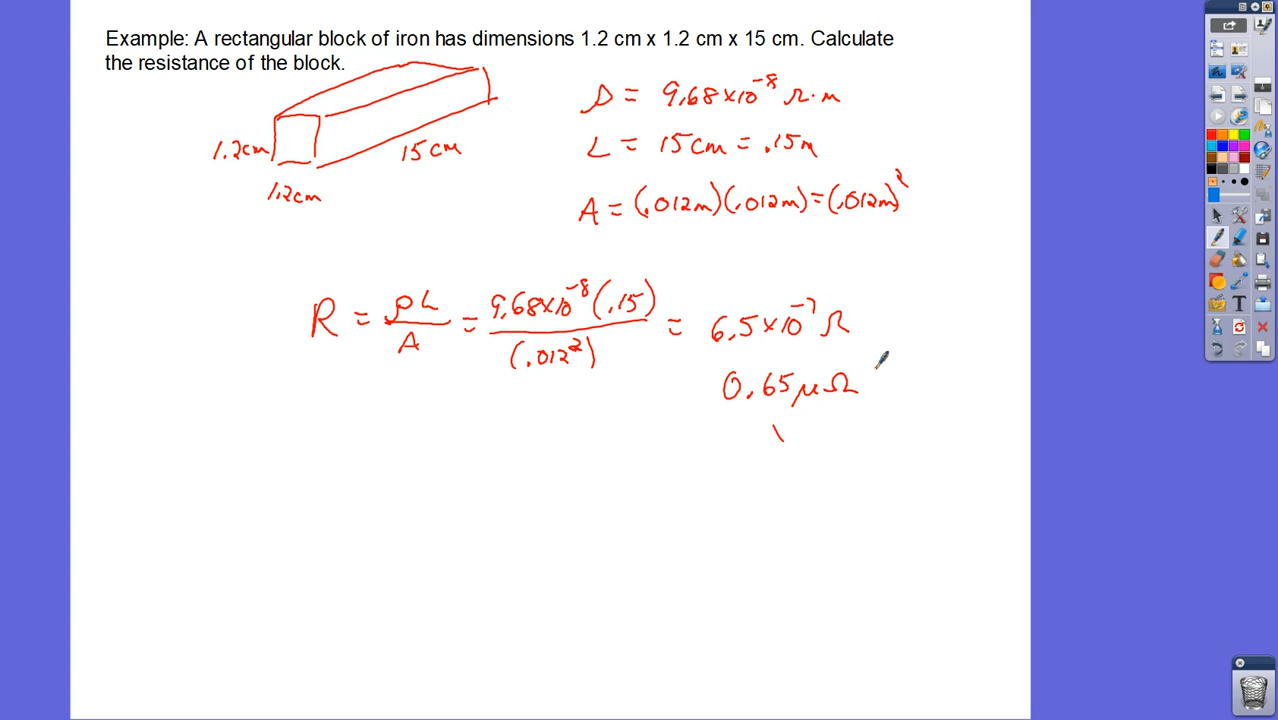 Example: A rectangular block of iron has dimensions 1.2 cm x 1.2 cm x 15 cm. Calculate
the resistance of the block.
ρ = 9.68×10⁻⁸ Ω·m
1.2cm
15cm
L = 15cm = .15m
1.2cm
A = (.012m)(.012m) = (.012m)²
R = ρL/A = 9.68×10⁻⁸(.15)/(.012²) = 6.5×10⁻⁷ Ω
0.65μΩ